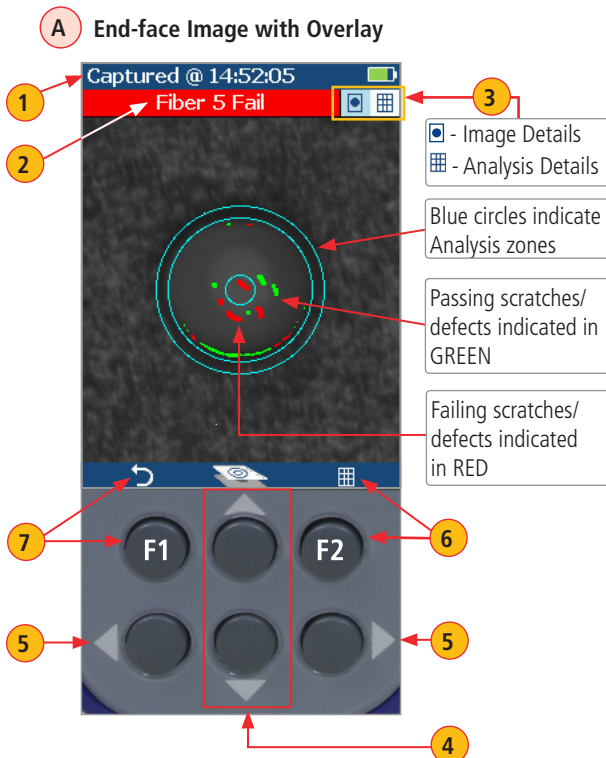 A End-face Image with Overlay
Captured @ 14:52:05
Fiber 5 Fail
1
2
3
- Image Details
- Analysis Details
Blue circles indicate
Analysis zones
Passing scratches/
defects indicated in
GREEN
Failing scratches/
defects indicated
in RED
7
F1
F2
6
5
5
4